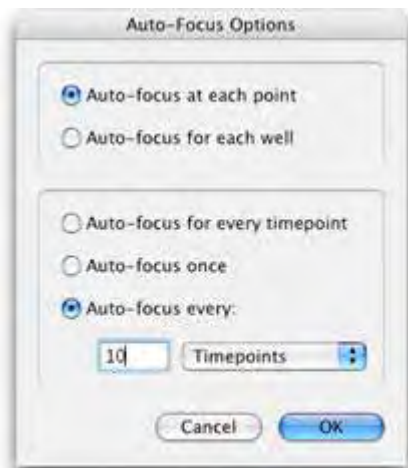 Auto-Focus Options
Auto-focus at each point
Auto-focus for each well
Auto-focus for every timepoint
Auto-focus once
Auto-focus every:
10 Timepoints
Cancel OK